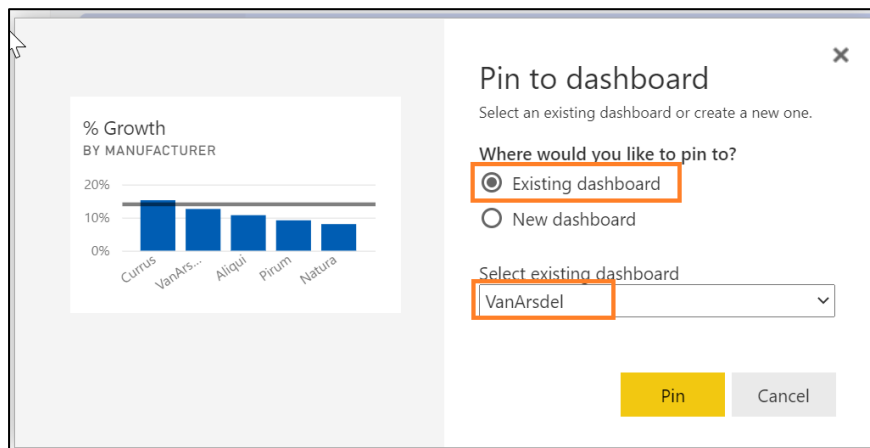 % Growth
BY MANUFACTURER
20%
10%
0%
Currus
VanArs...
Aliqui
Pirum
Natura
Pin to dashboard
Select an existing dashboard or create a new one.
Where would you like to pin to?
Existing dashboard
New dashboard
Select existing dashboard
VanArsdel
Pin
Cancel